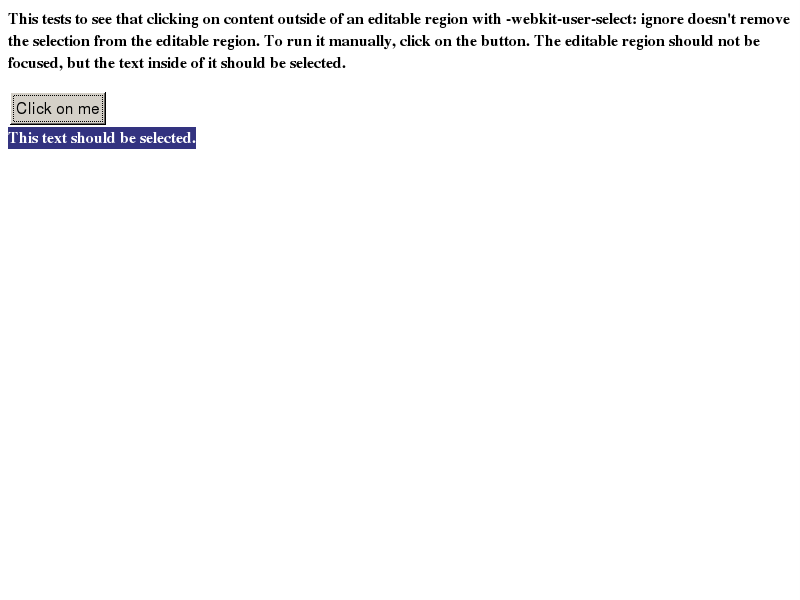 This tests to see that clicking on content outside of an editable region with -webkit-user-select: ignore doesn't remove
the selection from the editable region. To run it manually, click on the button. The editable region should not be
focused, but the text inside of it should be selected.
Click on me
This text should be selected.